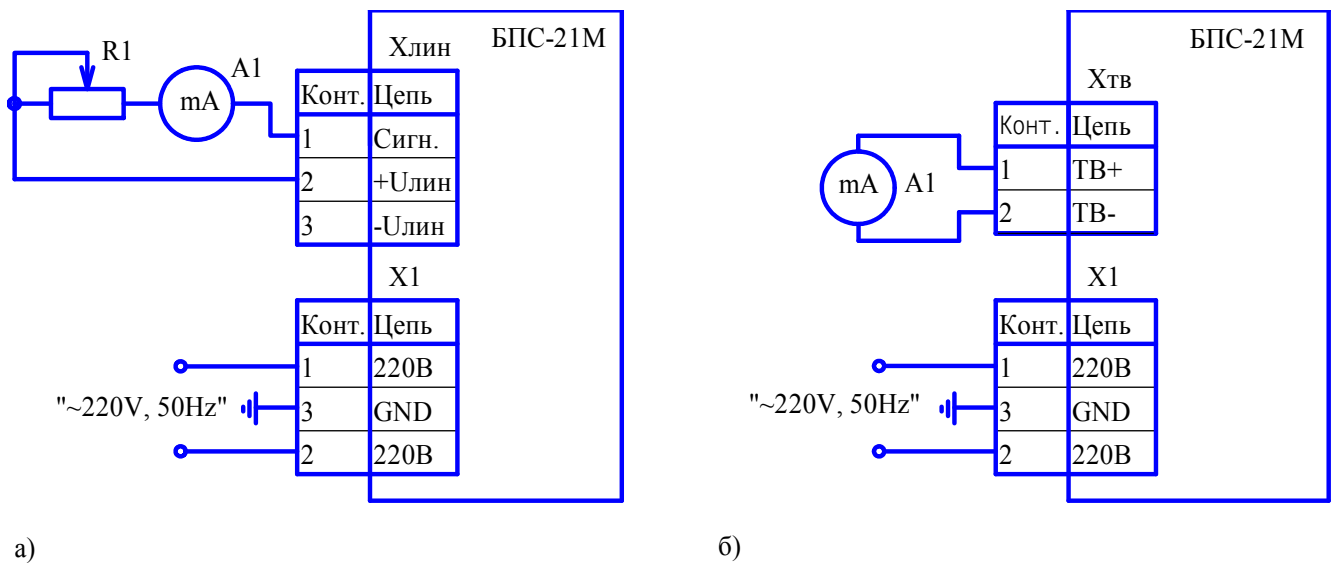 БПС-21М
R1
A1
mA
Xлин
Конт. Цепь
1 Сигн.
2 +Uлин
3 -Uлин
X1
Конт. Цепь
1 220В
"~220V, 50Hz"
3 GND
2 220В
а)
БПС-21М
Xтв
Конт. Цепь
mA A1
1 ТВ+
2 ТВ-
X1
Конт. Цепь
1 220В
"~220V, 50Hz"
3 GND
2 220В
б)